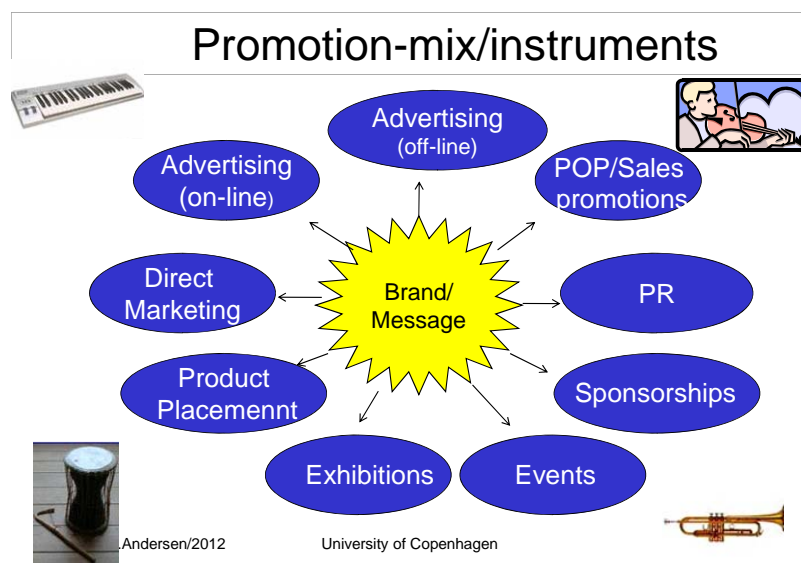 Promotion-mix/instruments
Advertising
(off-line)
Advertising
(on-line)
POP/Sales
promotions
Direct
Marketing
Brand/
Message
PR
Product
Placemennt
Sponsorships
Exhibitions
Events
.Andersen/2012
University of Copenhagen